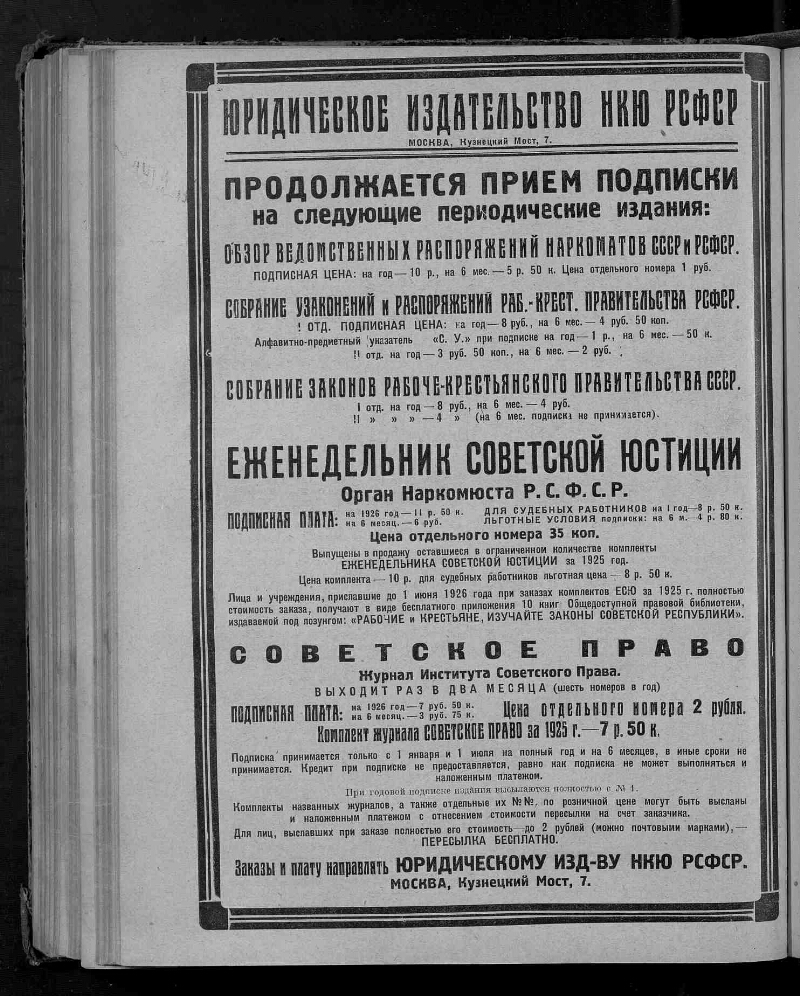 ЮРИДИЧЕСКОЕ ИЗДАТЕЛЬСТВО НКЮ РСФСР
МОСКВА, Кузнецкий Мост, 7.
ПРОДОЛЖАЕТСЯ ПРИЕМ ПОДПИСКИ
на следующие периодические издания:
ОБЗОР ВЕДОМСТВЕННЫХ РАСПОРЯЖЕНИЙ НАРКОМАТОВ СССР и РСФСР.
ПОДПИСНАЯ ЦЕНА: на год—10 р., на 6 мес.—5 р. 50 к. Цена отдельного номера 1 руб.
СОБРАНИЕ УЗАКОНЕНИЙ и РАСПОРЯЖЕНИЙ РАБ.-КРЕСТ. ПРАВИТЕЛЬСТВА РСФСР.
I ОТД. ПОДПИСНАЯ ЦЕНА: на год—8 руб., на 6 мес.—4 руб. 50 коп.
Алфавитно-предметный указатель „С. У.» при подписке на год—1 р., на 6 мес.—50 к.
II отд. на год—3 руб. 50 коп., на 6 мес.—2 руб.
СОБРАНИЕ ЗАКОНОВ РАБОЧЕ-КРЕСТЬЯНСКОГО ПРАВИТЕЛЬСТВА СССР.
I отд. на год—8 руб., на 6 мес.—4 руб.
II » » »—4 » (на 6 мес. подписка не принимается).
ЕЖЕНЕДЕЛЬНИК СОВЕТСКОЙ ЮСТИЦИИ
Орган Наркомюста Р. С. Ф. С. Р.
ПОДПИСНАЯ ПЛАТА: на 1926 год—11 р. 50 к. ДЛЯ СУДЕБНЫХ РАБОТНИКОВ на 1 год—8 р. 50 к.
на 6 месяц.—6 руб. ЛЬГОТНЫЕ УСЛОВИЯ подписки: на 6 м.—4 р. 80 к.
Цена отдельного номера 35 коп.
Выпущены в продажу оставшиеся в ограниченном количестве комплекты
ЕЖЕНЕДЕЛЬНИКА СОВЕТСКОЙ ЮСТИЦИИ за 1925 год.
Цена комплекта—10 р. для судебных работников льготная цена—8 р. 50 к.
Лица и учреждения, приславшие до 1 июня 1926 года при заказах комплектов ЕСЮ за 1925 г. полностью
стоимость заказа, получают в виде бесплатного приложения 10 книг Общедоступной правовой библиотеки,
издаваемой под лозунгом: «РАБОЧИЕ и КРЕСТЬЯНЕ, ИЗУЧАЙТЕ ЗАКОНЫ СОВЕТСКОЙ РЕСПУБЛИКИ».
СОВЕТСКОЕ ПРАВО
Журнал Института Советского Права.
ВЫХОДИТ РАЗ В ДВА МЕСЯЦА (шесть номеров в год)
ПОДПИСНАЯ ПЛАТА: на 1926 год—7 руб. 50 к. Цена отдельного номера 2 рубля.
на 6 месяц.—3 руб. 75 к.
Комплект журнала СОВЕТСКОЕ ПРАВО за 1925 г.—7 р. 50 к.
Подписка принимается только с 1 января и 1 июля на полный год и на 6 месяцев, в иные сроки не
принимается. Кредит при подписке не предоставляется, равно как подписка не может выполняться и
наложенным платежом.
При годовой подписке издания высылаются полностью с № 1.
Комплекты названных журналов, а также отдельные их №№, по розничной цене могут быть высланы
и наложенным платежом с отнесением стоимости пересылки на счет заказчика.
Для лиц, выславших при заказе полностью его стоимость—до 2 рублей (можно почтовыми марками),—
ПЕРЕСЫЛКА БЕСПЛАТНО.
Заказы и плату направлять ЮРИДИЧЕСКОМУ ИЗД-ВУ НКЮ РСФСР.
МОСКВА, Кузнецкий Мост, 7.